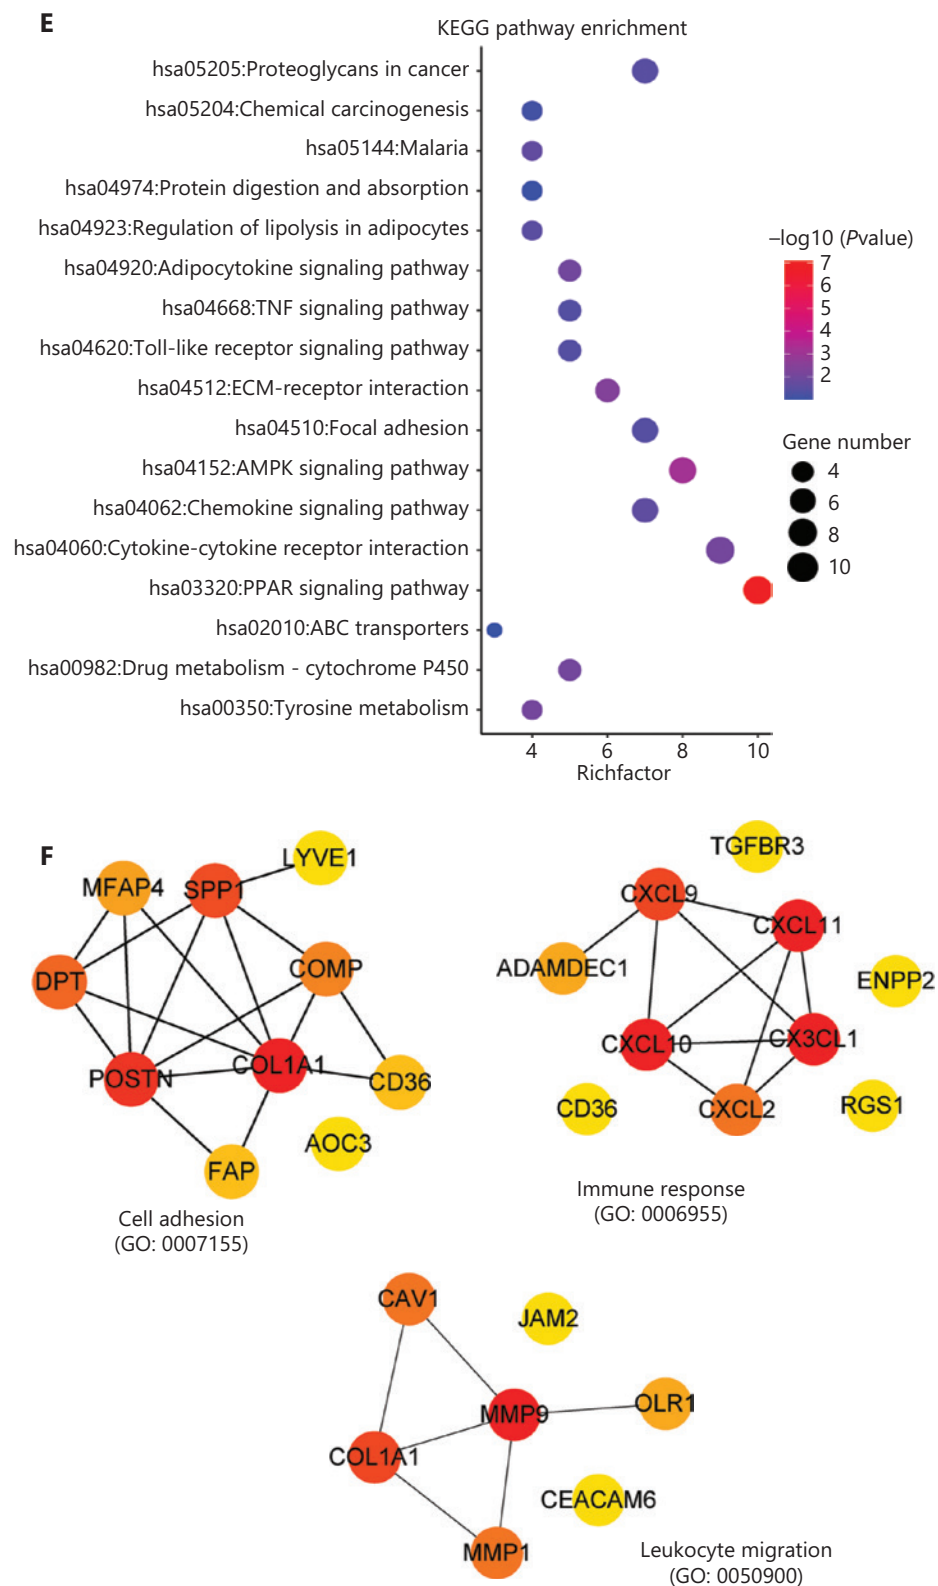 E
KEGG pathway enrichment
hsa05205:Proteoglycans in cancer
hsa05204:Chemical carcinogenesis
hsa05144:Malaria
hsa04974:Protein digestion and absorption
hsa04923:Regulation of lipolysis in adipocytes
hsa04920:Adipocytokine signaling pathway
hsa04668:TNF signaling pathway
hsa04620:Toll-like receptor signaling pathway
hsa04512:ECM-receptor interaction
hsa04510:Focal adhesion
hsa04152:AMPK signaling pathway
hsa04062:Chemokine signaling pathway
hsa04060:Cytokine-cytokine receptor interaction
hsa03320:PPAR signaling pathway
hsa02010:ABC transporters
hsa00982:Drug metabolism - cytochrome P450
hsa00350:Tyrosine metabolism
4 6 8 10
Richfactor
−log10 (Pvalue)
7
6
5
4
3
2
Gene number
4
6
8
10
F
LYVE1
MFAP4
SPP1
DPT
COMP
POSTN
COL1A1
CD36
AOC3
FAP
Cell adhesion
(GO: 0007155)
TGFBR3
CXCL9
CXCL11
ADAMDEC1
ENPP2
CXCL10
CX3CL1
CD36
CXCL2
RGS1
Immune response
(GO: 0006955)
CAV1
JAM2
MMP9
OLR1
COL1A1
CEACAM6
MMP1
Leukocyte migration
(GO: 0050900)